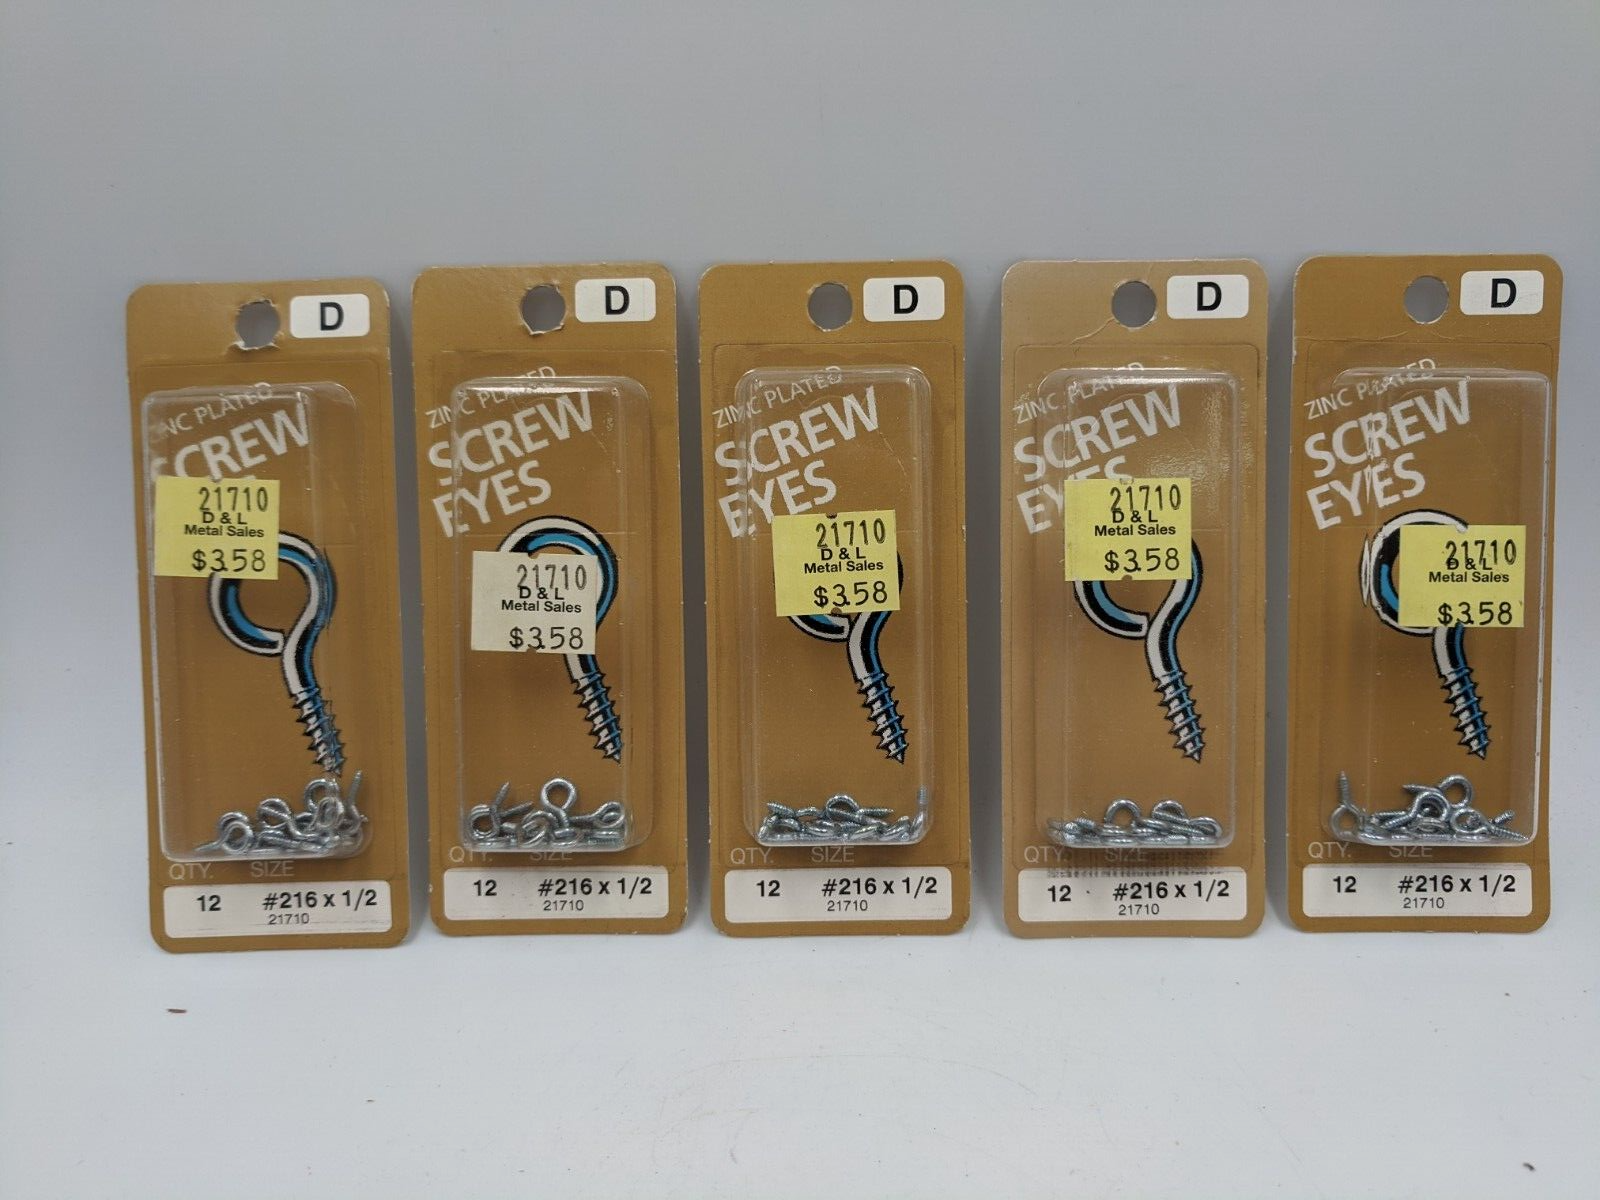 D
ZINC PLATED
SCREW
21710
D & L
Metal Sales
$3.58
QTY. SIZE
12 #216 x 1/2
21710
D
ZINC PLATED
SCREW
EYES
21710
D & L
Metal Sales
$3.58
QTY. SIZE
12 #216 x 1/2
21710
D
ZINC PLATED
SCREW
EYES
21710
D & L
Metal Sales
$3.58
QTY. SIZE
12 #216 x 1/2
21710
D
ZINC PLATED
SCREW
EYES
21710
D & L
Metal Sales
$3.58
12 #216 x 1/2
21710
D
ZINC PLATED
SCREW
EYES
21710
D & L
Metal Sales
$3.58
QTY. SIZE
12 #216 x 1/2
21710